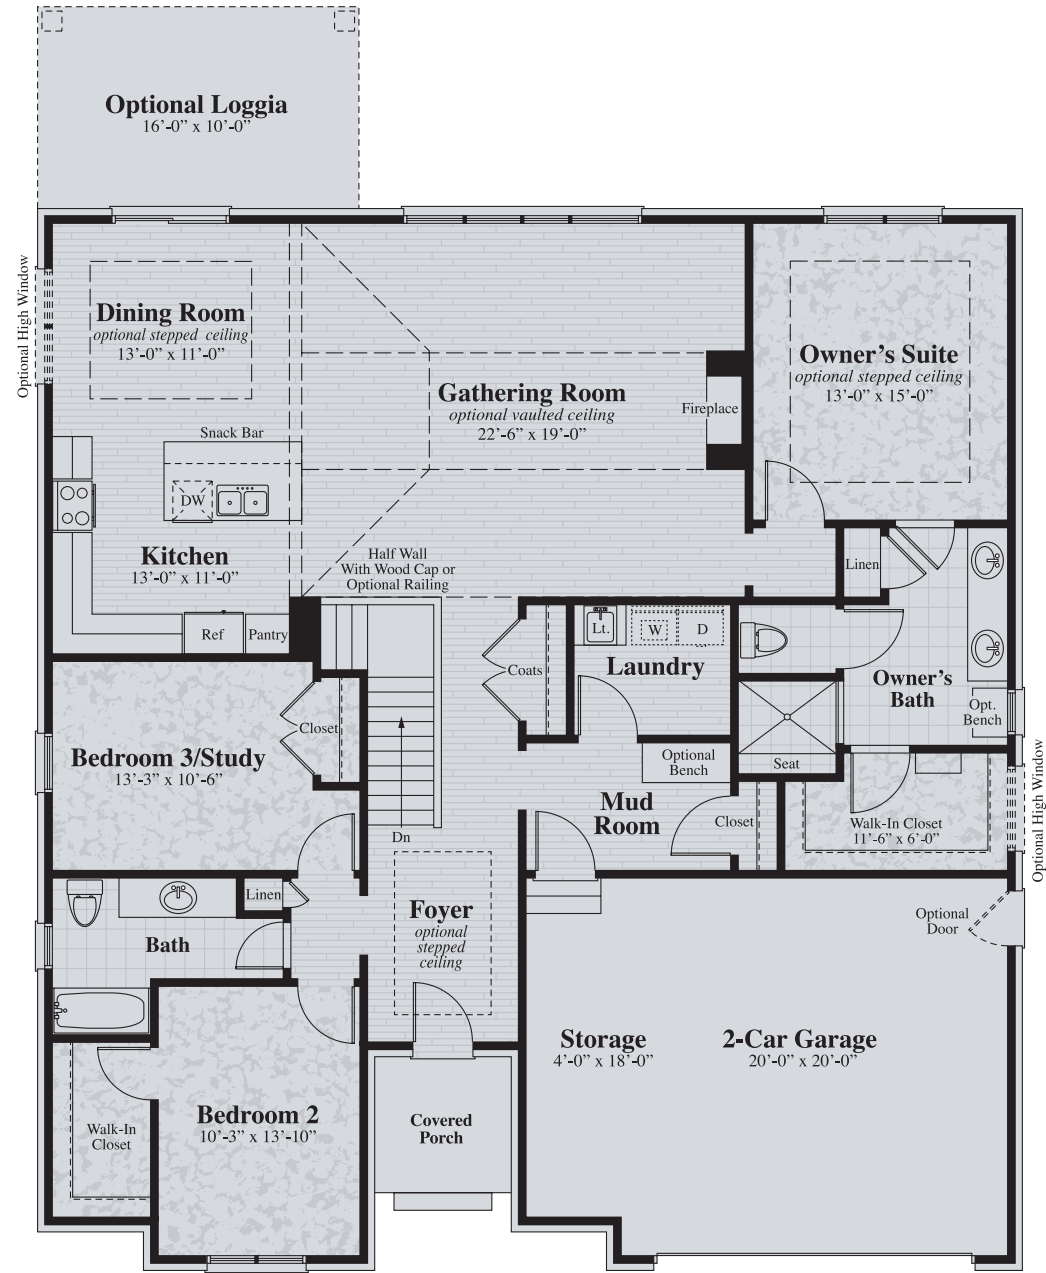 Optional Loggia
16’-0” x 10’-0”
Optional High Window
Dining Room
optional stepped ceiling
13’-0” x 11’-0”
Gathering Room
optional vaulted ceiling
22’-6” x 19’-0”
Fireplace
Owner’s Suite
optional stepped ceiling
13’-0” x 15’-0”
Snack Bar
DW
Kitchen
13’-0” x 11’-0”
Half Wall
With Wood Cap or
Optional Railing
Linen
Ref
Pantry
Lt.
W
D
Laundry
Coats
Owner’s
Bath
Opt.
Bench
Closet
Bedroom 3/Study
13’-3” x 10’-6”
Optional
Bench
Seat
Mud
Room
Closet
Walk-In Closet
11’-6” x 6’-0”
Optional High Window
Dn
Linen
Foyer
optional
stepped
ceiling
Bath
Optional
Door
Storage
4’-0” x 18’-0”
2-Car Garage
20’-0” x 20’-0”
Bedroom 2
10’-3” x 13’-10”
Walk-In
Closet
Covered
Porch